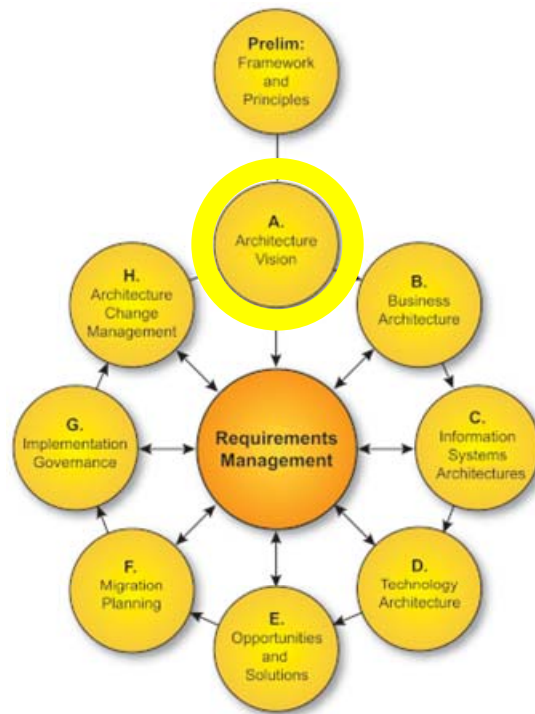 Prelim:
Framework
and
Principles
A.
Architecture
Vision
B.
Business
Architecture
C.
Information
Systems
Architectures
D.
Technology
Architecture
E.
Opportunities
and
Solutions
F.
Migration
Planning
G.
Implementation
Governance
H.
Architecture
Change
Management
Requirements
Management